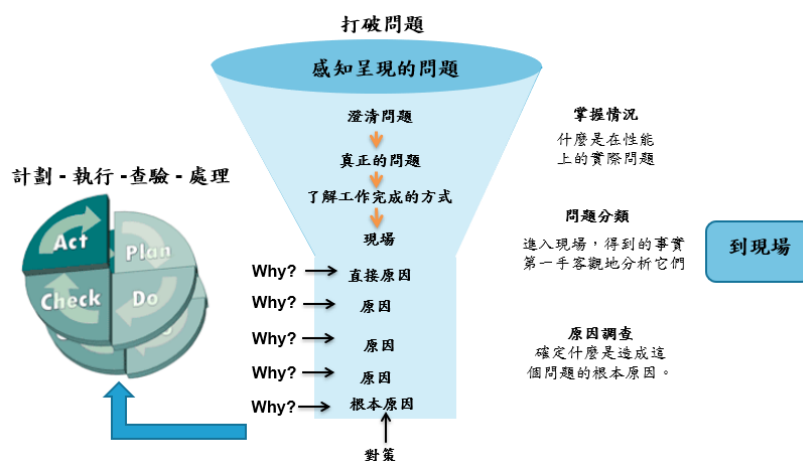 打破問題
感知呈現的問題
澄清問題
真正的問題
了解工作完成的方式
現場
掌握情況
什麼是在性能
上的實際問題
計劃 - 執行 -查驗 - 處理
Act
Plan
Check
Do
問題分類
進入現場，得到的事實
第一手客觀地分析它們
到現場
Why?
直接原因
Why?
原因
Why?
原因
Why?
原因
Why?
根本原因
原因調查
確定什麼是造成這
個問題的根本原因。
對策